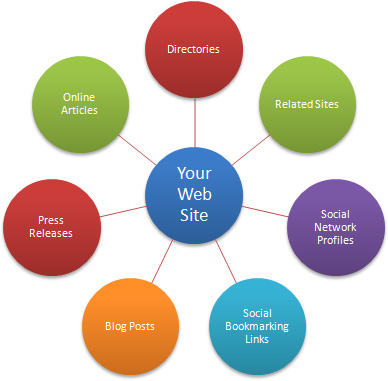 Directories
Online
Articles
Related Sites
Your
Web
Site
Press
Releases
Social
Network
Profiles
Blog Posts
Social
Bookmarking
Links